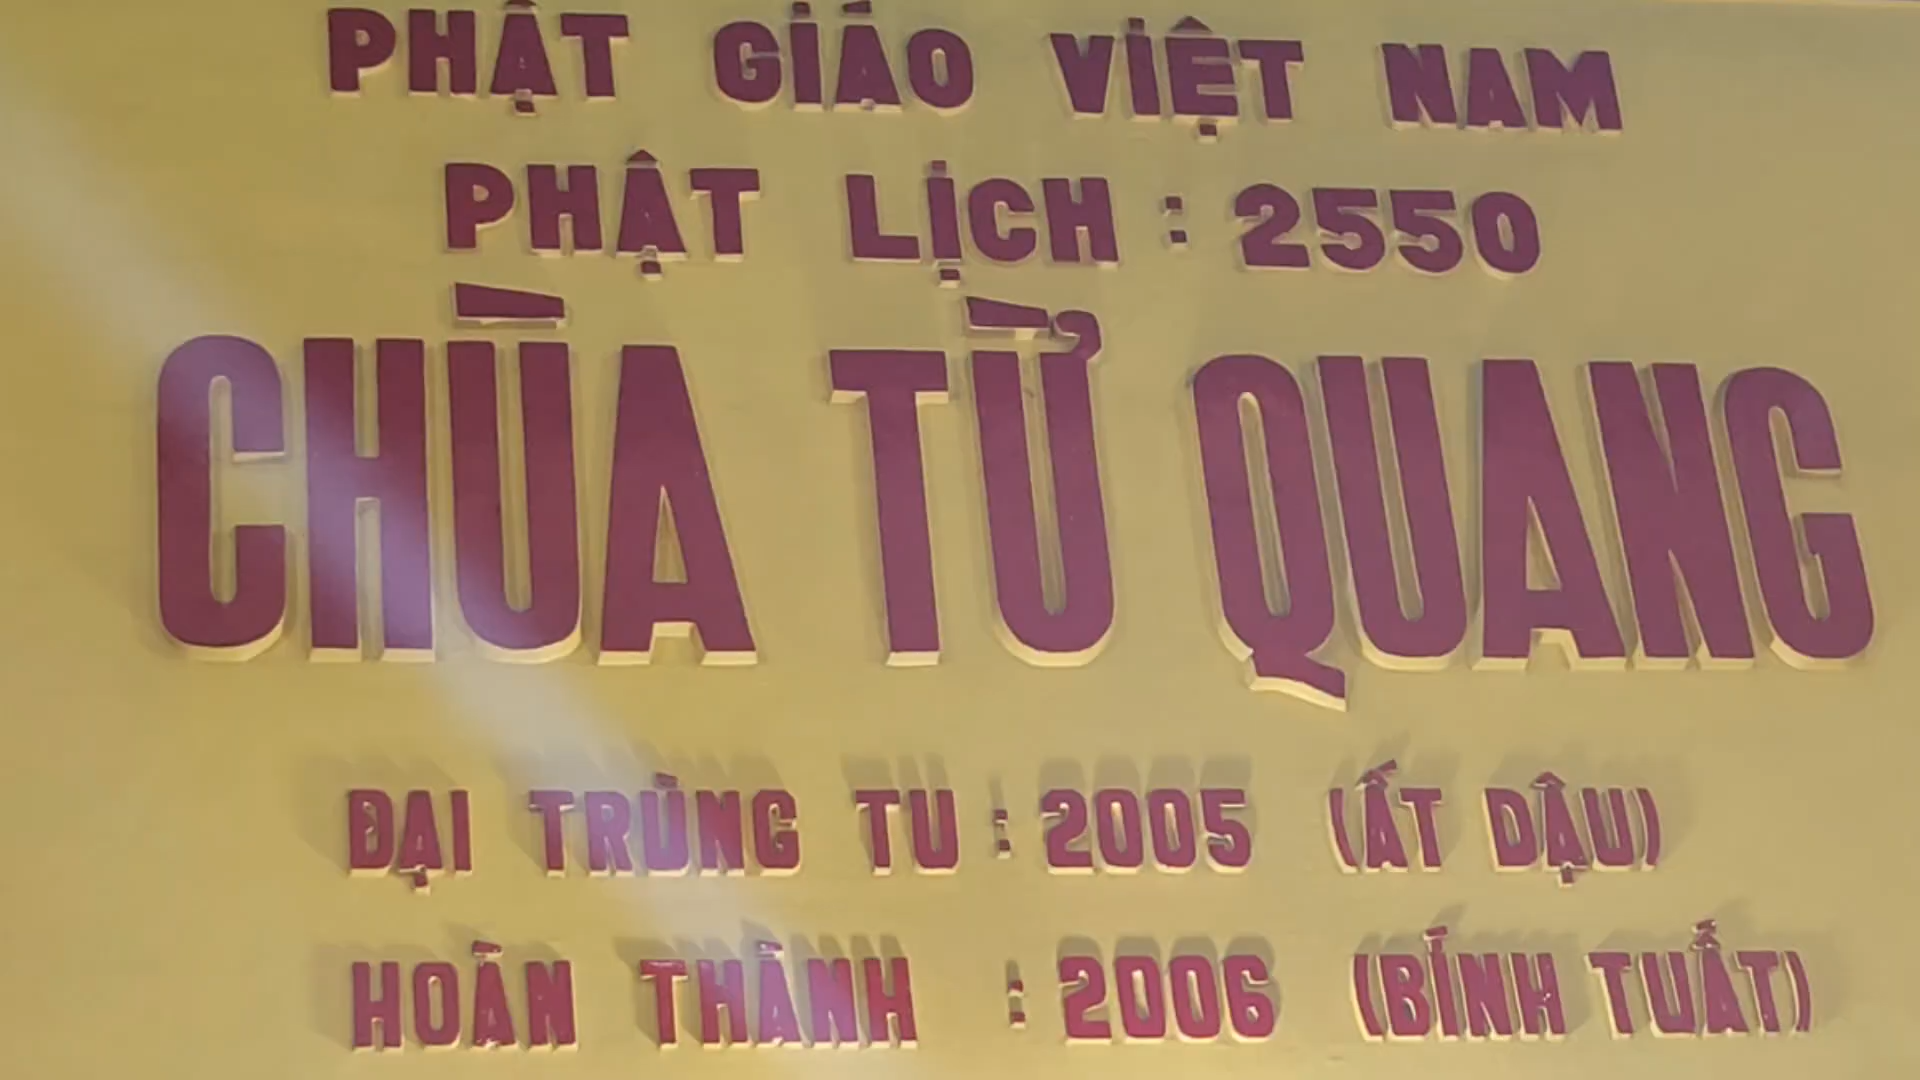 PHẬT GIÁO VIỆT NAM
PHẬT LỊCH : 2550
CHÙA TỪ QUANG
ĐẠI TRÙNG TU : 2005 (ẤT DẬU)
HOÀN THÀNH : 2006 (BÍNH TUẤT)